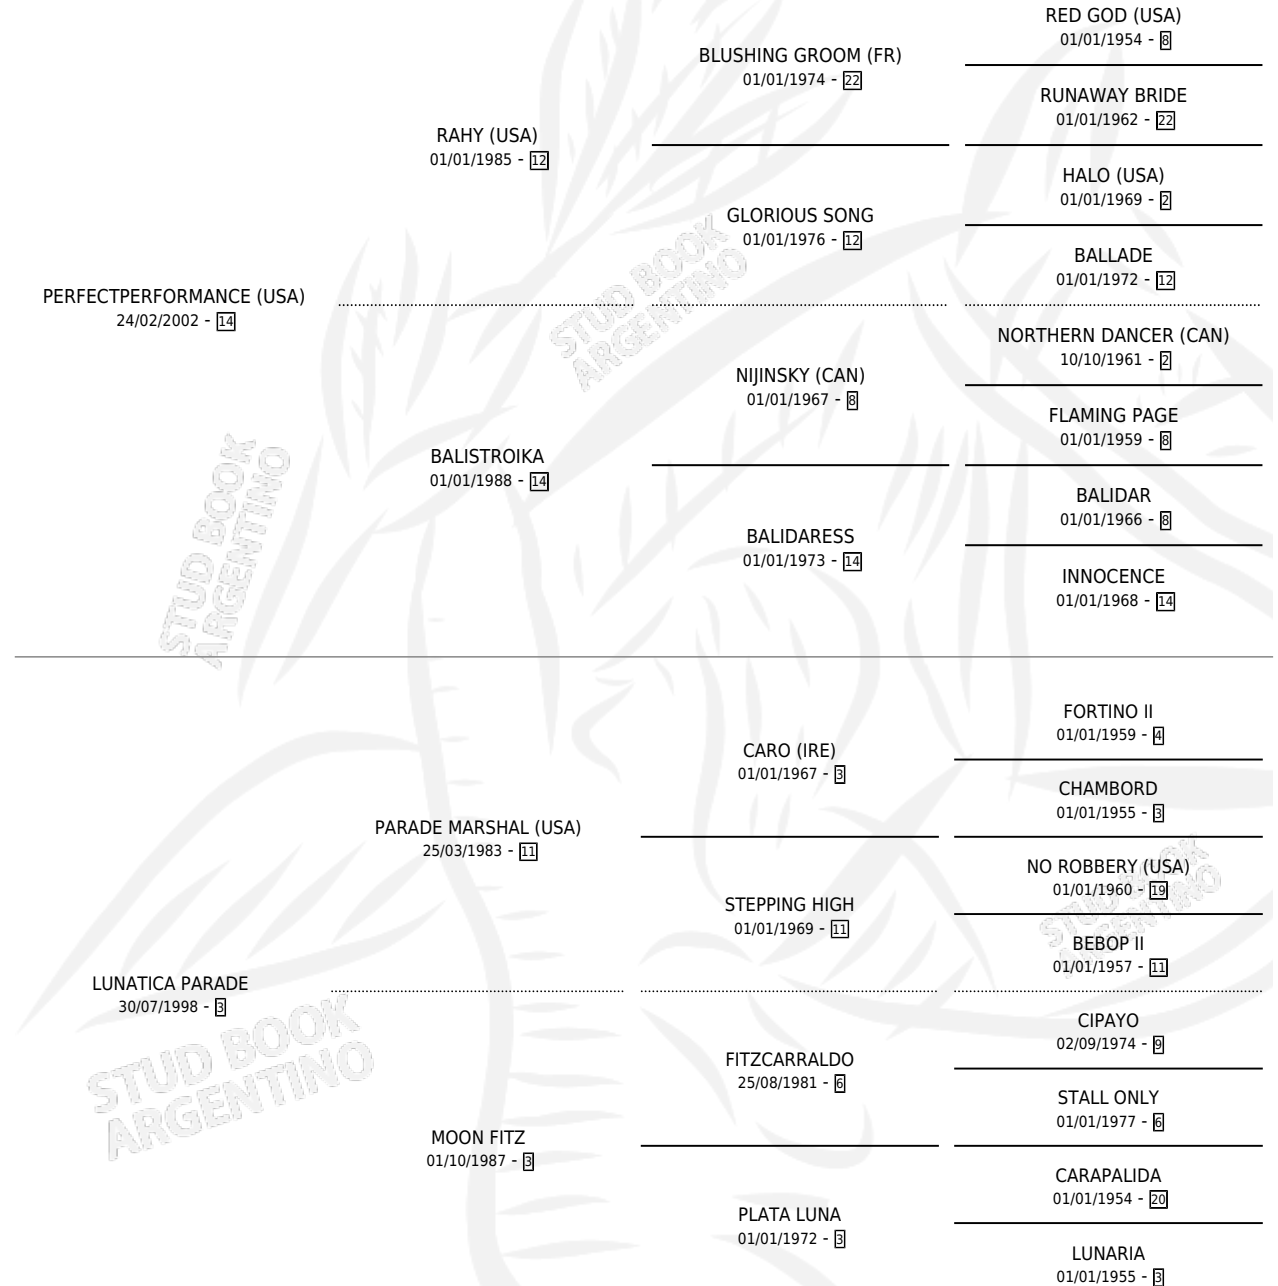 RED GOD (USA)
01/01/1954 - 8
BLUSHING GROOM (FR)
01/01/1974 - 22
RUNAWAY BRIDE
01/01/1962 - 22
RAHY (USA)
01/01/1985 - 12
HALO (USA)
01/01/1969 - 2
GLORIOUS SONG
01/01/1976 - 12
BALLADE
01/01/1972 - 12
PERFECTPERFORMANCE (USA)
24/02/2002 - 14
NORTHERN DANCER (CAN)
10/10/1961 - 2
NIJINSKY (CAN)
01/01/1967 - 8
FLAMING PAGE
01/01/1959 - 8
BALISTROIKA
01/01/1988 - 14
BALIDAR
01/01/1966 - 8
BALIDARESS
01/01/1973 - 14
INNOCENCE
01/01/1968 - 14
FORTINO II
01/01/1959 - 4
CARO (IRE)
01/01/1967 - 3
CHAMBORD
01/01/1955 - 3
PARADE MARSHAL (USA)
25/03/1983 - 11
NO ROBBERY (USA)
01/01/1960 - 19
STEPPING HIGH
01/01/1969 - 11
BEBOP II
01/01/1957 - 11
LUNATICA PARADE
30/07/1998 - 3
CIPAYO
02/09/1974 - 9
FITZCARRALDO
25/08/1981 - 6
STALL ONLY
01/01/1977 - 6
MOON FITZ
01/10/1987 - 3
CARAPALIDA
01/01/1954 - 20
PLATA LUNA
01/01/1972 - 3
LUNARIA
01/01/1955 - 3
STUD BOOK
ARGENTINO
STUD BOOK
ARGENTINO
STUD BOOK
ARGENTINO
STUD BOOK
ARGENTINO